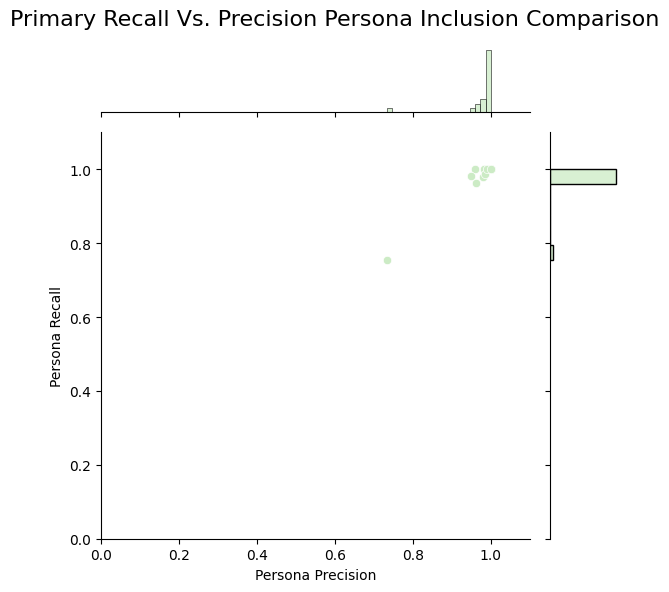 Primary Recall Vs. Precision Persona Inclusion Comparison
1.0
0.8
0.6
0.4
0.2
0.0
Persona Recall
0.0 0.2 0.4 0.6 0.8 1.0
Persona Precision